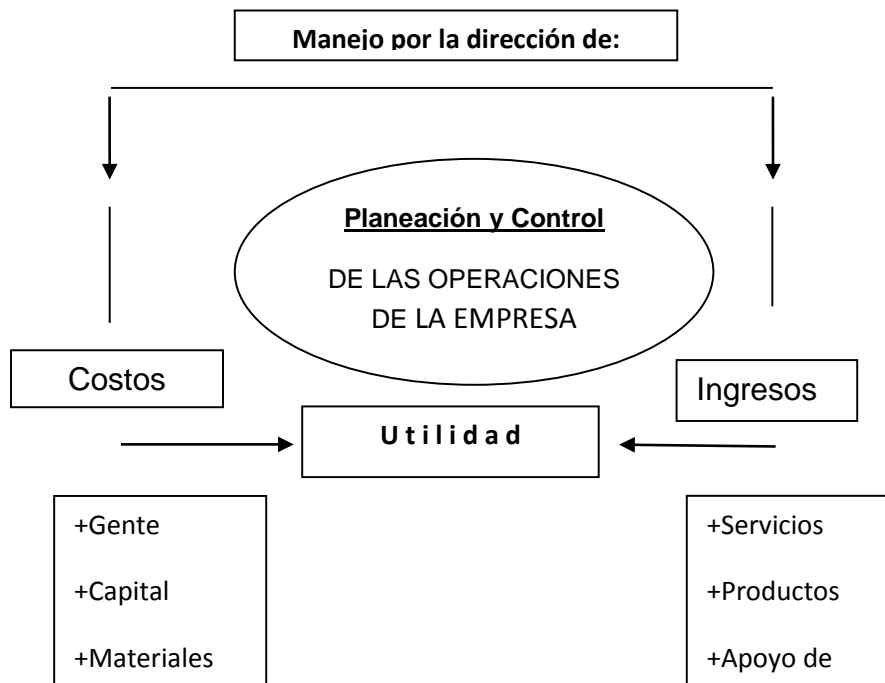 Manejo por la dirección de:
Planeación y Control
DE LAS OPERACIONES
DE LA EMPRESA
Costos
Ingresos
Utilidad
+Gente
+Capital
+Materiales
+Servicios
+Productos
+Apoyo de